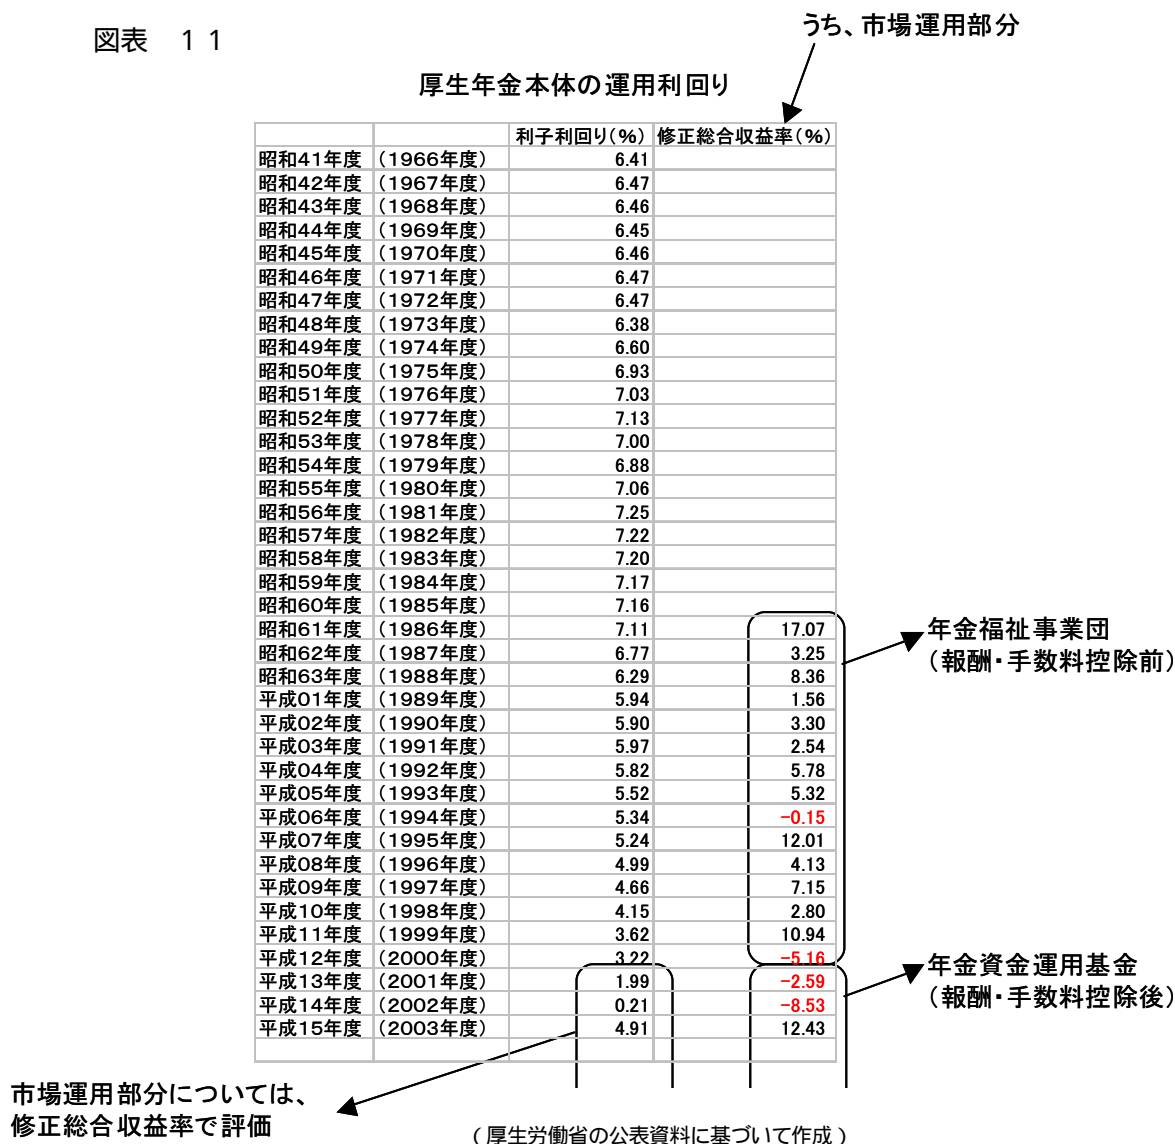 うち、市場運用部分
図表　１１
厚生年金本体の運用利回り
利子利回り（％） 修正総合収益率（％）
昭和41年度 （1966年度） 6.41
昭和42年度 （1967年度） 6.47
昭和43年度 （1968年度） 6.46
昭和44年度 （1969年度） 6.45
昭和45年度 （1970年度） 6.46
昭和46年度 （1971年度） 6.47
昭和47年度 （1972年度） 6.47
昭和48年度 （1973年度） 6.38
昭和49年度 （1974年度） 6.60
昭和50年度 （1975年度） 6.93
昭和51年度 （1976年度） 7.03
昭和52年度 （1977年度） 7.13
昭和53年度 （1978年度） 7.00
昭和54年度 （1979年度） 6.88
昭和55年度 （1980年度） 7.06
昭和56年度 （1981年度） 7.25
昭和57年度 （1982年度） 7.22
昭和58年度 （1983年度） 7.20
昭和59年度 （1984年度） 7.17
昭和60年度 （1985年度） 7.16
昭和61年度 （1986年度） 7.11 17.07
昭和62年度 （1987年度） 6.77 3.25
昭和63年度 （1988年度） 6.29 8.36
平成01年度 （1989年度） 5.94 1.56
平成02年度 （1990年度） 5.90 3.30
平成03年度 （1991年度） 5.97 2.54
平成04年度 （1992年度） 5.82 5.78
平成05年度 （1993年度） 5.52 5.32
平成06年度 （1994年度） 5.34 -0.15
平成07年度 （1995年度） 5.24 12.01
平成08年度 （1996年度） 4.99 4.13
平成09年度 （1997年度） 4.66 7.15
平成10年度 （1998年度） 4.15 2.80
平成11年度 （1999年度） 3.62 10.94
平成12年度 （2000年度） 3.22 -5.16
平成13年度 （2001年度） 1.99 -2.59
平成14年度 （2002年度） 0.21 -8.53
平成15年度 （2003年度） 4.91 12.43
年金福祉事業団
（報酬・手数料控除前）
年金資金運用基金
（報酬・手数料控除後）
市場運用部分については、
修正総合収益率で評価
（厚生労働省の公表資料に基づいて作成）